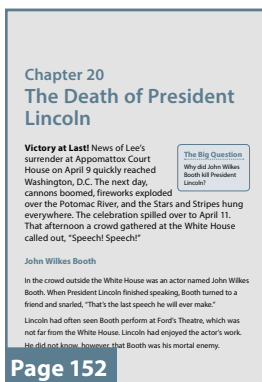 Chapter 20
The Death of President
Lincoln
Victory at Last! News of Lee's
surrender at Appomattox Court
House on April 9 quickly reached
Washington, D.C. The next day,
cannons boomed, fireworks exploded
over the Potomac River, and the Stars and Stripes hung
everywhere. The celebration spilled over to April 11.
That afternoon a crowd gathered at the White House
called out, "Speech! Speech!"
The Big Question
Why did John Wilkes
Booth kill President
Lincoln?
John Wilkes Booth
In the crowd outside the White House was an actor named John Wilkes
Booth. When President Lincoln finished speaking, Booth turned to a
friend and snarled, "That's the last speech he will ever make."
Lincoln had often seen Booth perform at Ford's Theatre, which was
not far from the White House. Lincoln had enjoyed the actor's work.
He did not know, however, that Booth was his mortal enemy.
Page 152